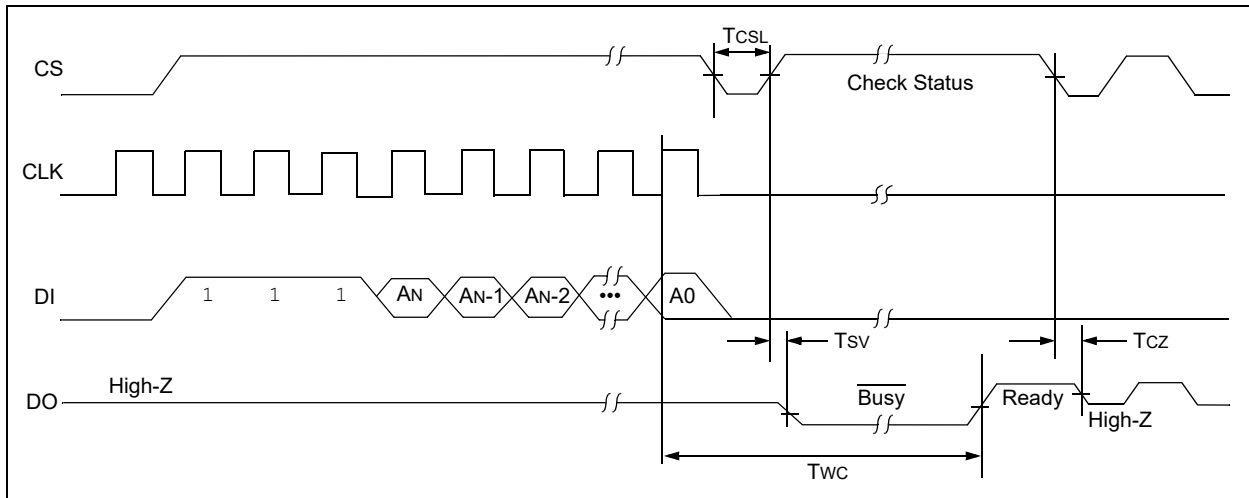 TCSL
CS
Check Status
CLK
DI
1 1 1 AN AN-1 AN-2 ••• A0
TSV
TCZ
High-Z
DO
Busy
Ready
High-Z
TWC